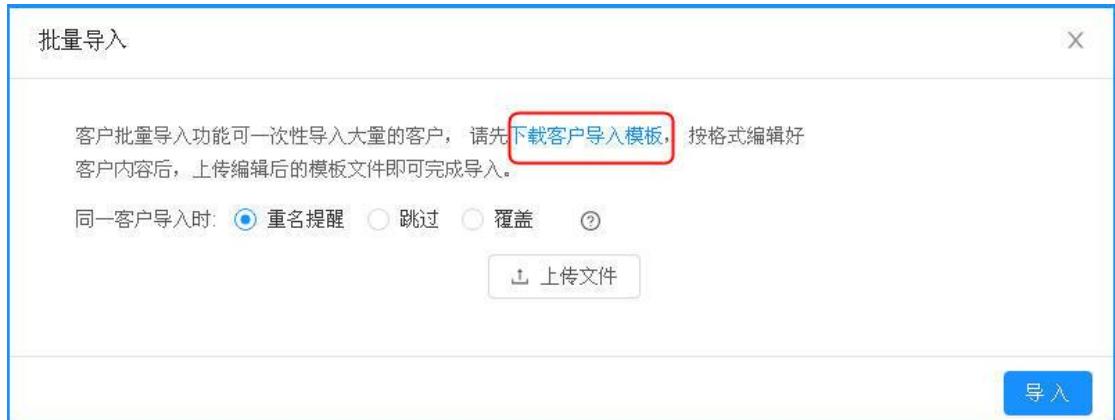 批量导入
客户批量导入功能可一次性导入大量的客户， 请先下载客户导入模板， 按格式编辑好
客户内容后，上传编辑后的模板文件即可完成导入。
同一客户导入时: 重名提醒 跳过 覆盖
上传文件
导入